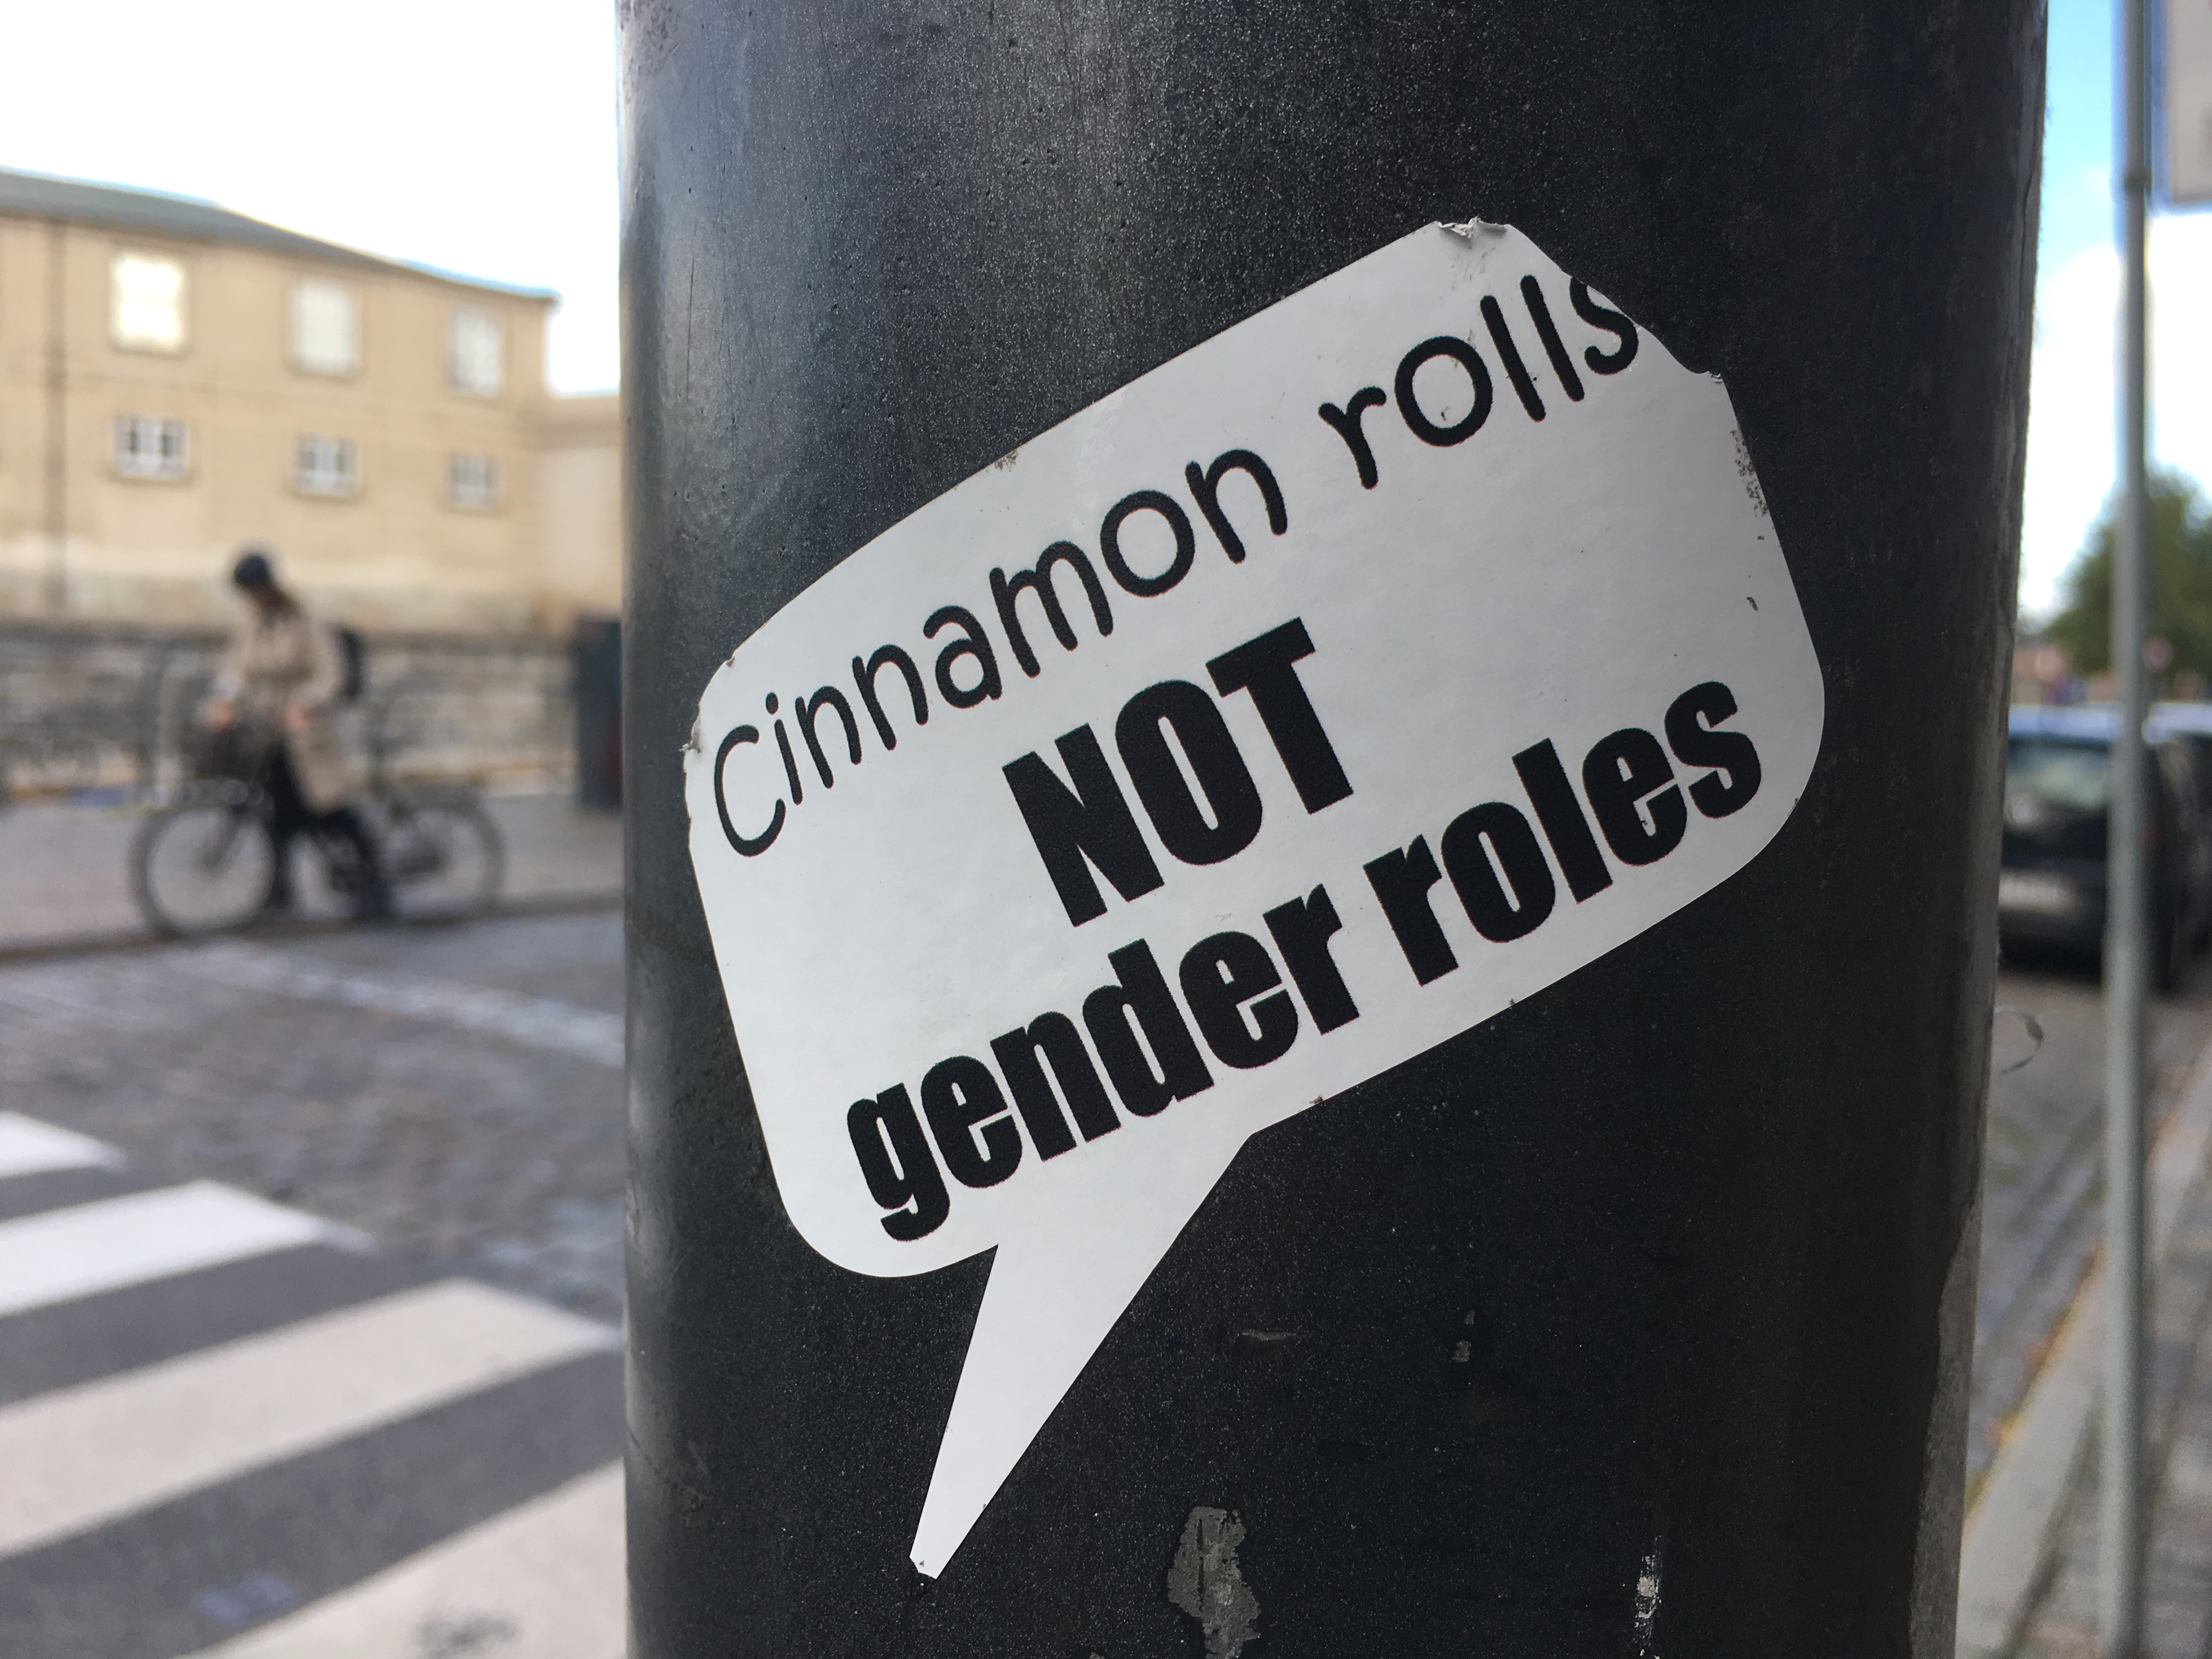 Cinnamon rolls
NOT
gender roles